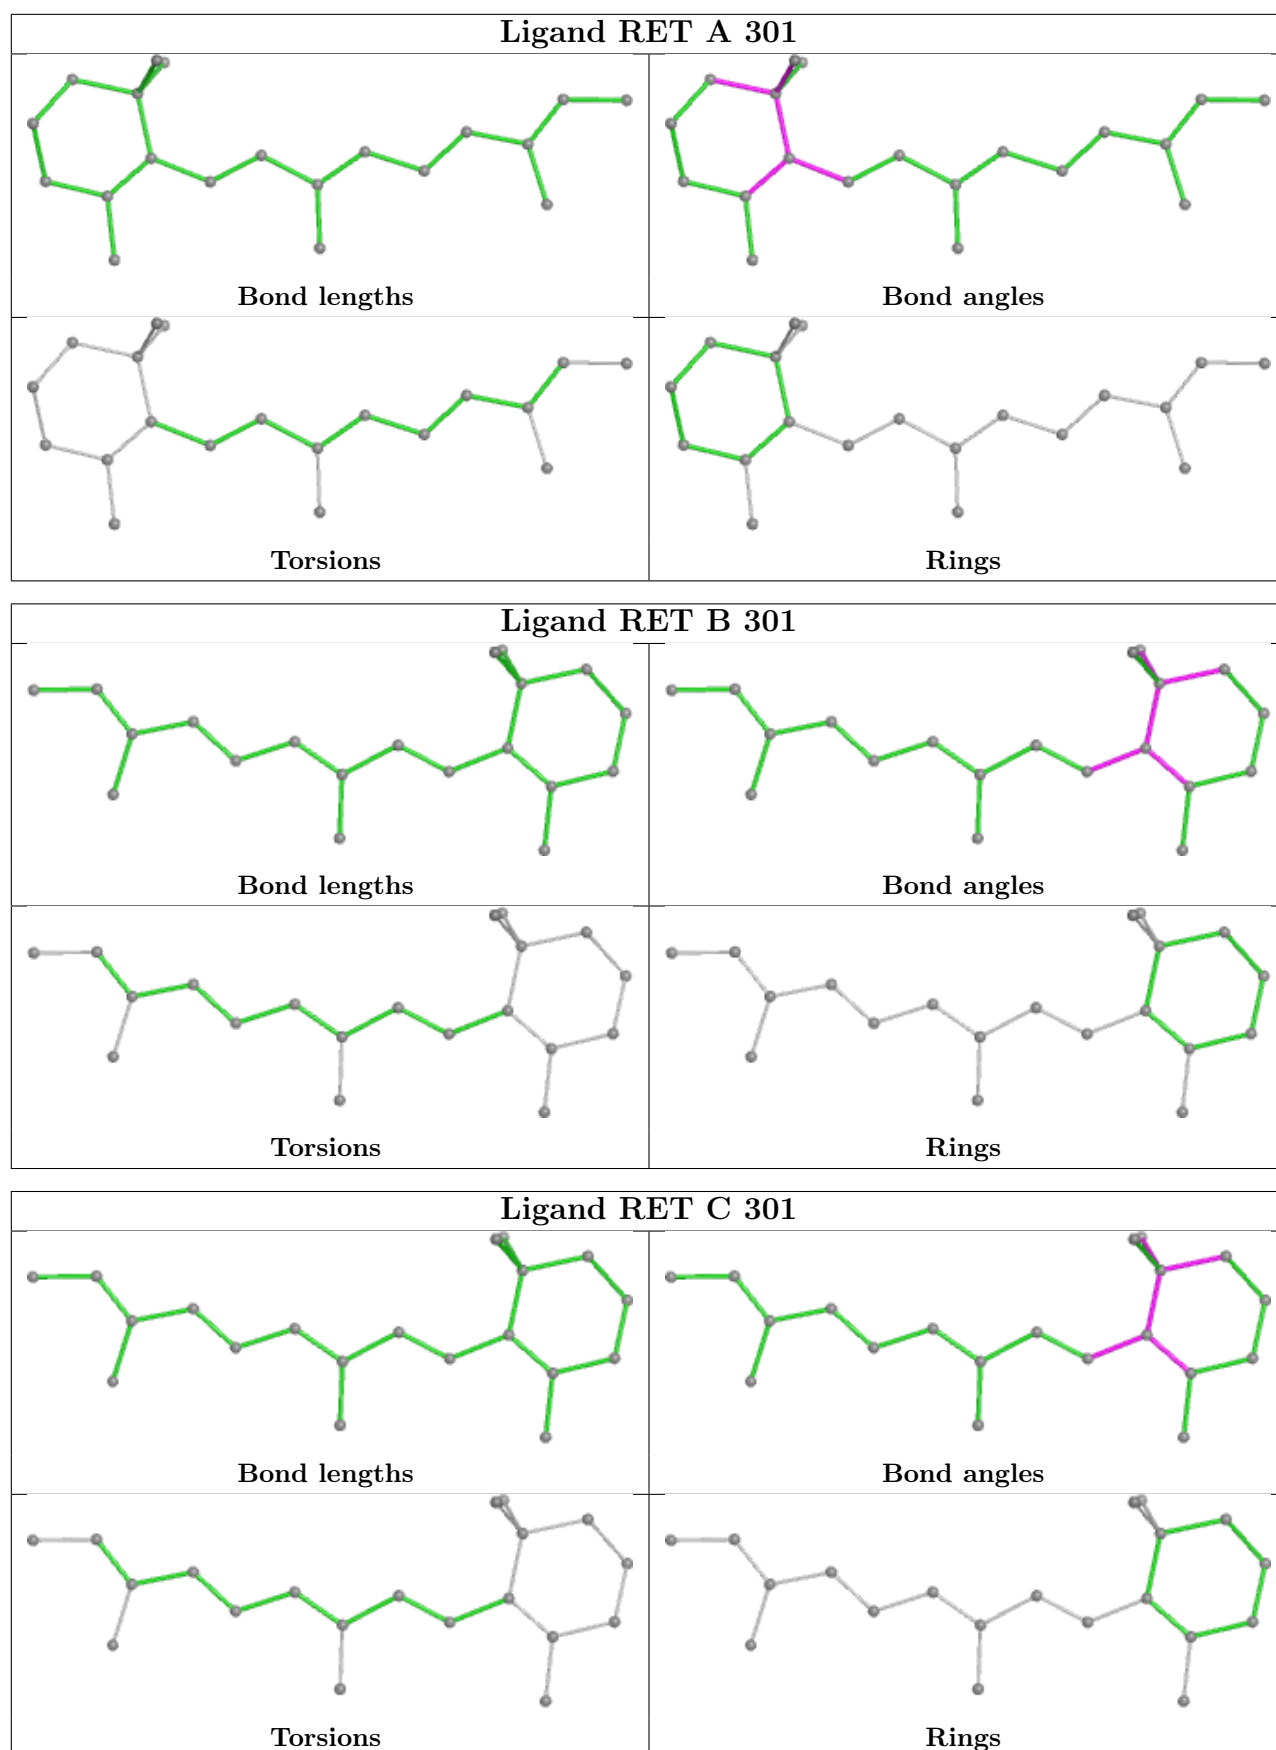 Ligand RET A 301
Bond lengths
Bond angles
Torsions
Rings
Ligand RET B 301
Bond lengths
Bond angles
Torsions
Rings
Ligand RET C 301
Bond lengths
Bond angles
Torsions
Rings